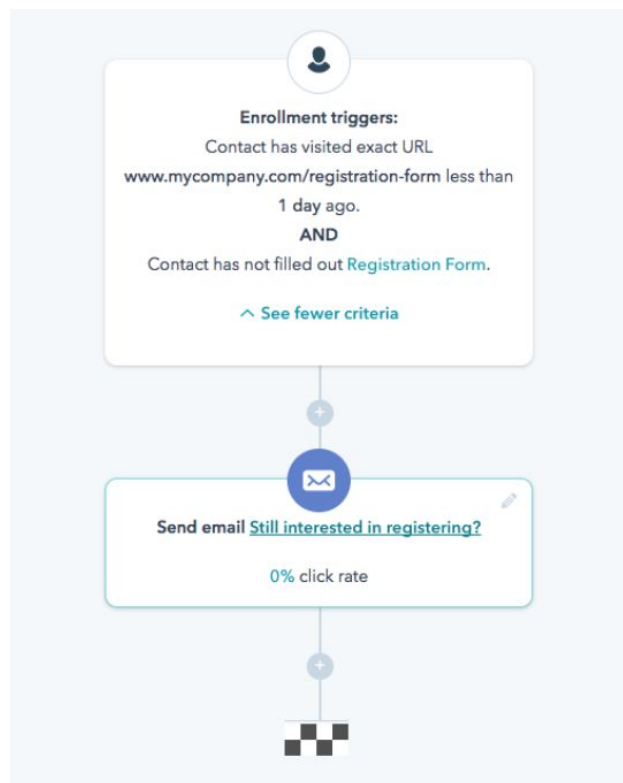 Enrollment triggers:
Contact has visited exact URL
www.mycompany.com/registration-form less than
1 day ago.
AND
Contact has not filled out Registration Form.
See fewer criteria
Send email Still interested in registering?
0% click rate